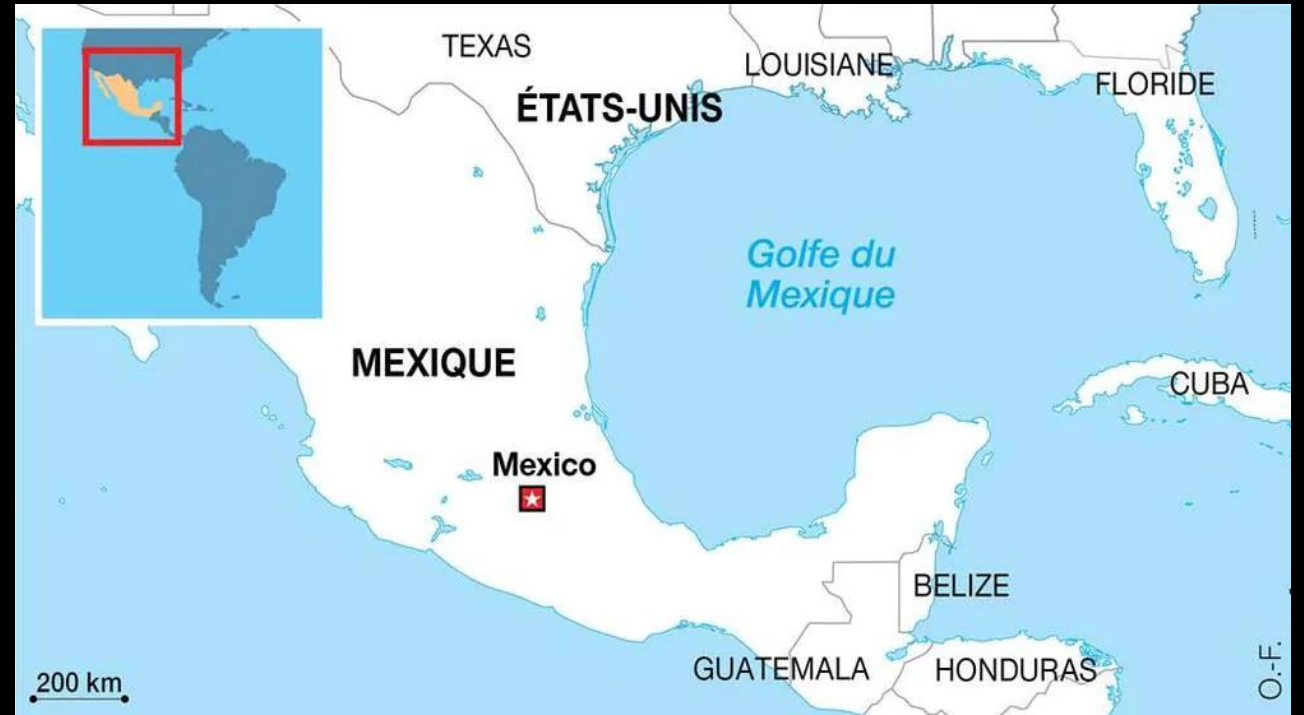 TEXAS
LOUISIANE
FLORIDE
ÉTATS-UNIS
Golfe du
Mexique
MEXIQUE
CUBA
Mexico
BELIZE
GUATEMALA
HONDURAS
200 km
O.-F.